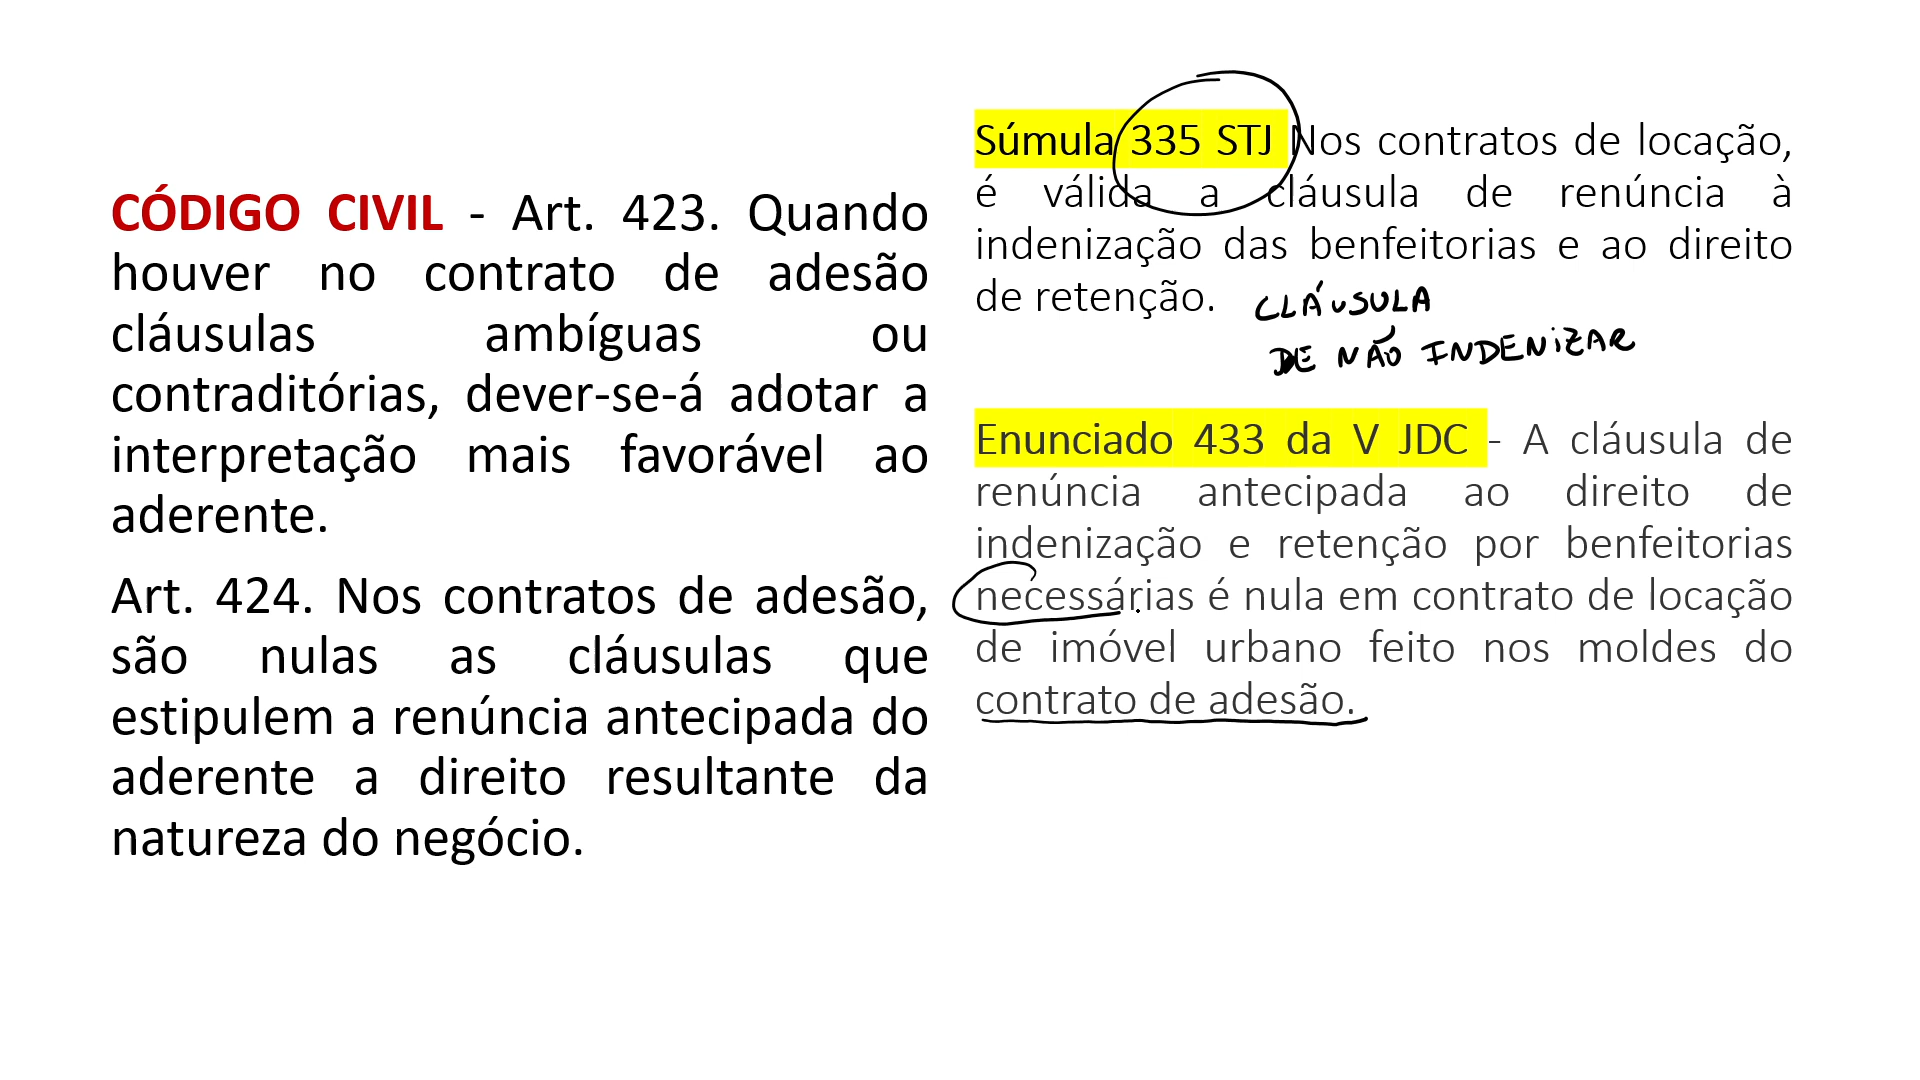 CÓDIGO CIVIL - Art. 423. Quando
houver no contrato de adesão
cláusulas ambíguas ou
contraditórias, dever-se-á adotar a
interpretação mais favorável ao
aderente.
Art. 424. Nos contratos de adesão,
são nulas as cláusulas que
estipulem a renúncia antecipada do
aderente a direito resultante da
natureza do negócio.
Súmula 335 STJ Nos contratos de locação,
é válida a cláusula de renúncia à
indenização das benfeitorias e ao direito
de retenção.
CLÁUSULA
DE NÃO INDENIZAR
Enunciado 433 da V JDC - A cláusula de
renúncia antecipada ao direito de
indenização e retenção por benfeitorias
necessárias é nula em contrato de locação
de imóvel urbano feito nos moldes do
contrato de adesão.